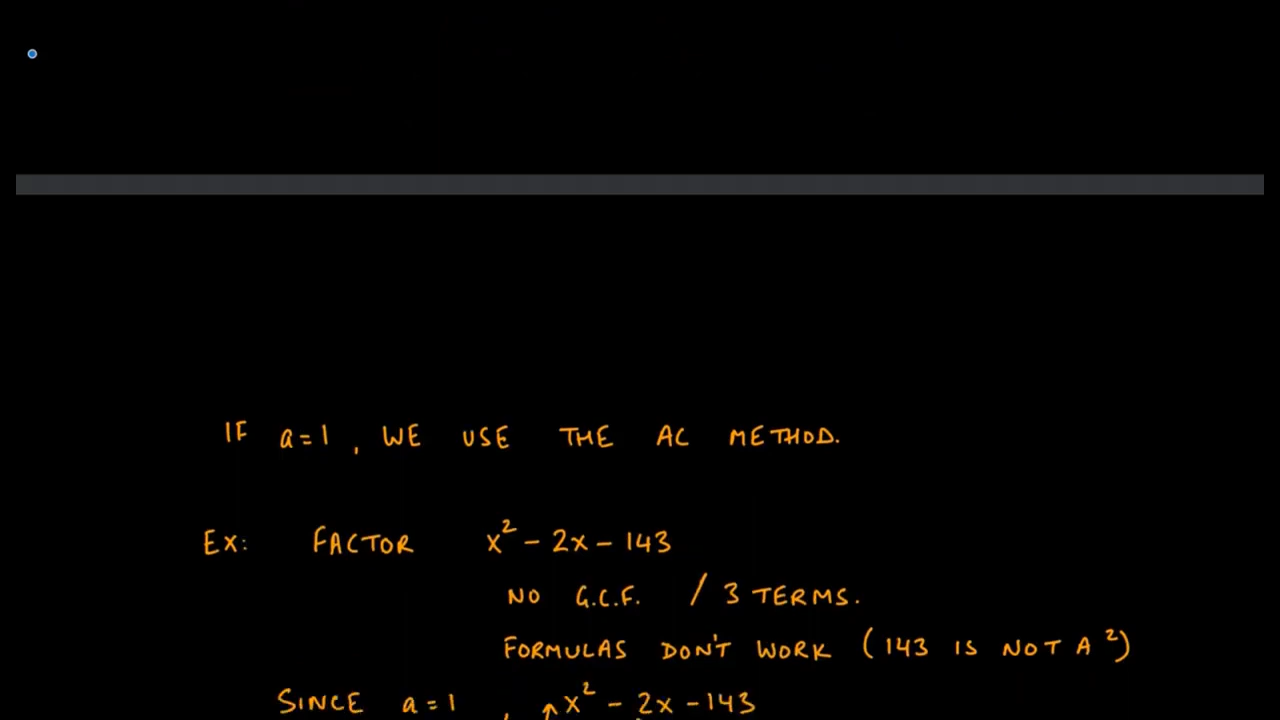 IF a=1, WE USE THE AC METHOD.
Ex: FACTOR x² - 2x - 143
NO G.C.F. / 3 TERMS.
FORMULAS DON'T WORK (143 IS NOT A ²)
SINCE a=1, x² - 2x - 143